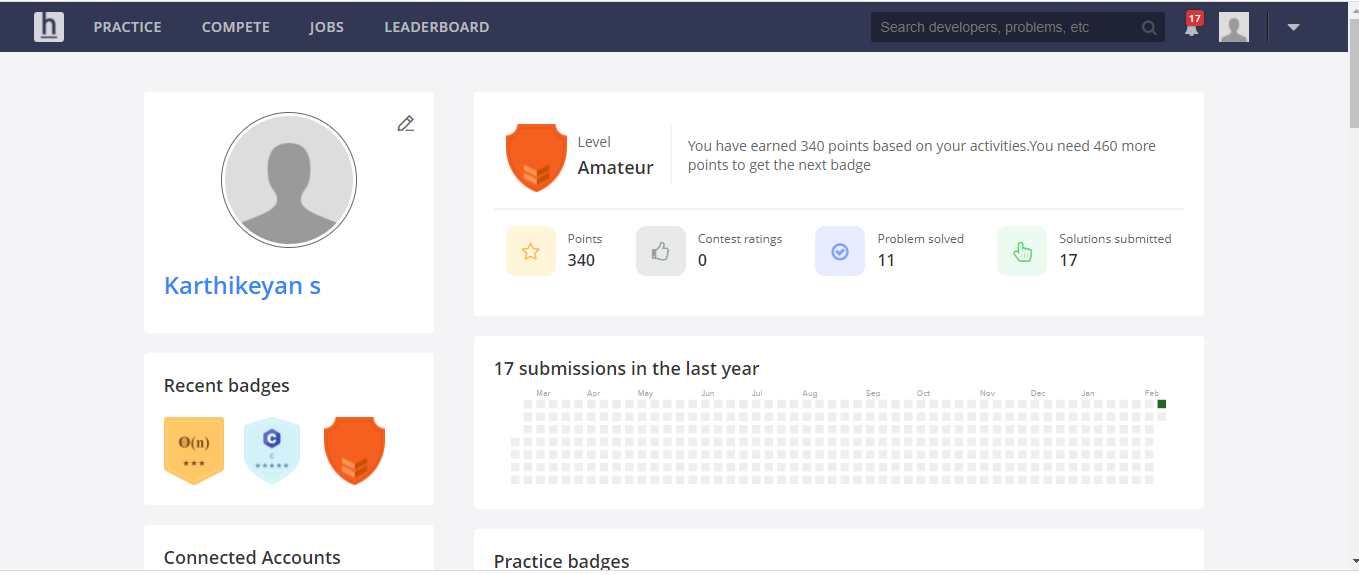 h PRACTICE COMPETE JOBS LEADERBOARD Search developers, problems, etc 17
Karthikeyan s
Recent badges
O(n)
C
C
Connected Accounts
Level
Amateur
You have earned 340 points based on your activities.You need 460 more
points to get the next badge
Points
340
Contest ratings
0
Problem solved
11
Solutions submitted
17
17 submissions in the last year
Mar Apr May Jun Jul Aug Sep Oct Nov Dec Jan Feb
Practice badges